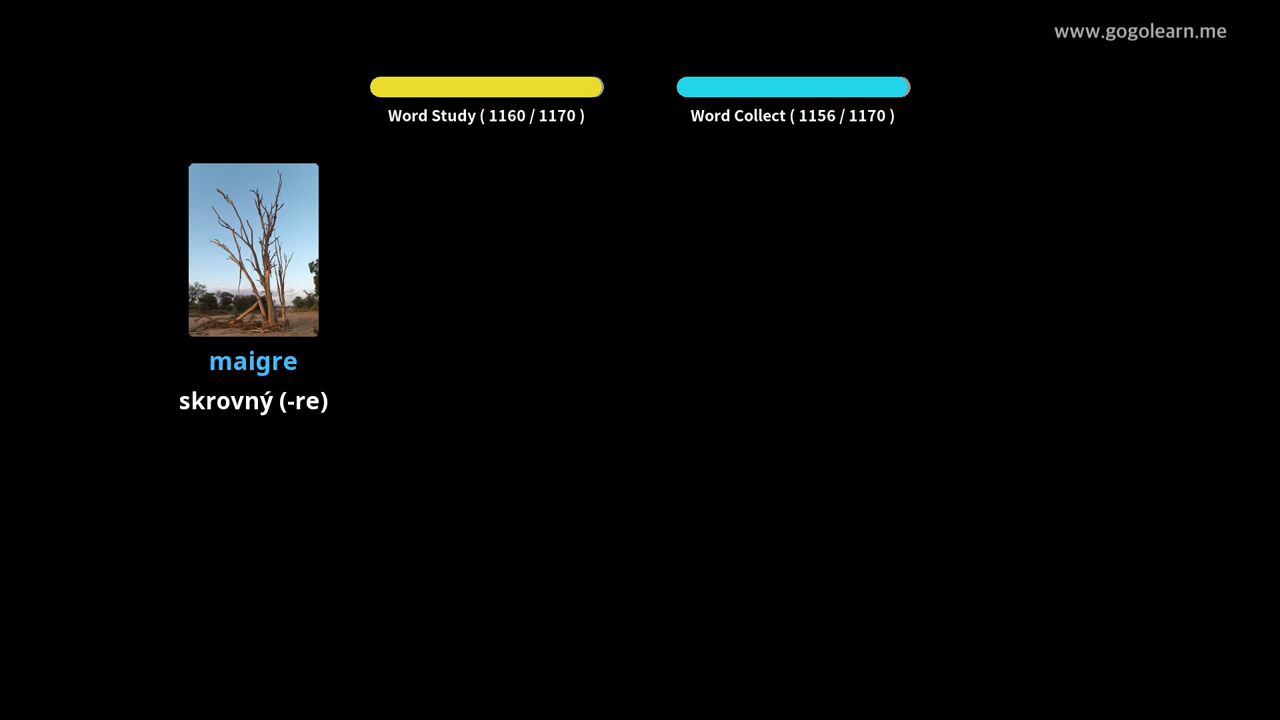 www.gogolearn.me
Word Study ( 1160 / 1170 )
Word Collect ( 1156 / 1170 )
maigre
skrovný (-re)